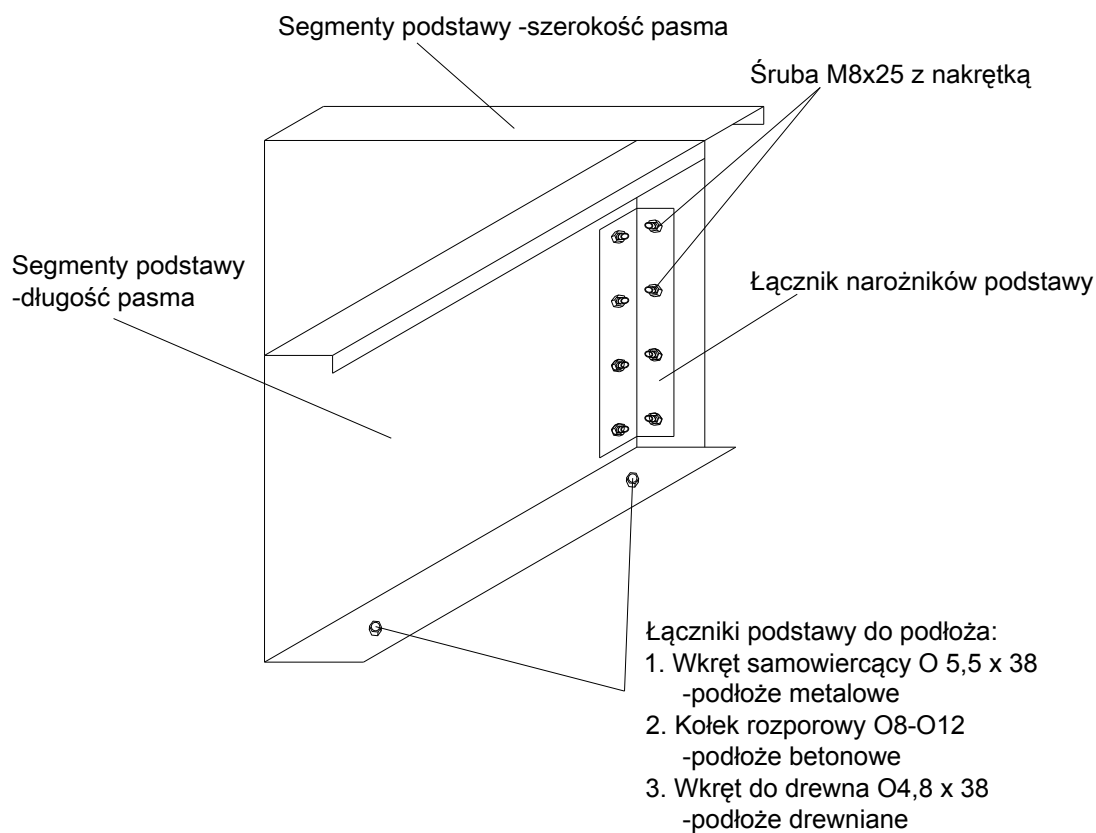 Segmenty podstawy -szerokość pasma
Śruba M8x25 z nakrętką
Segmenty podstawy
-długość pasma
Łącznik narożników podstawy
Łączniki podstawy do podłoża:
1. Wkręt samowiercący O 5,5 x 38
-podłoże metalowe
2. Kołek rozporowy O8-O12
-podłoże betonowe
3. Wkręt do drewna O4,8 x 38
-podłoże drewniane